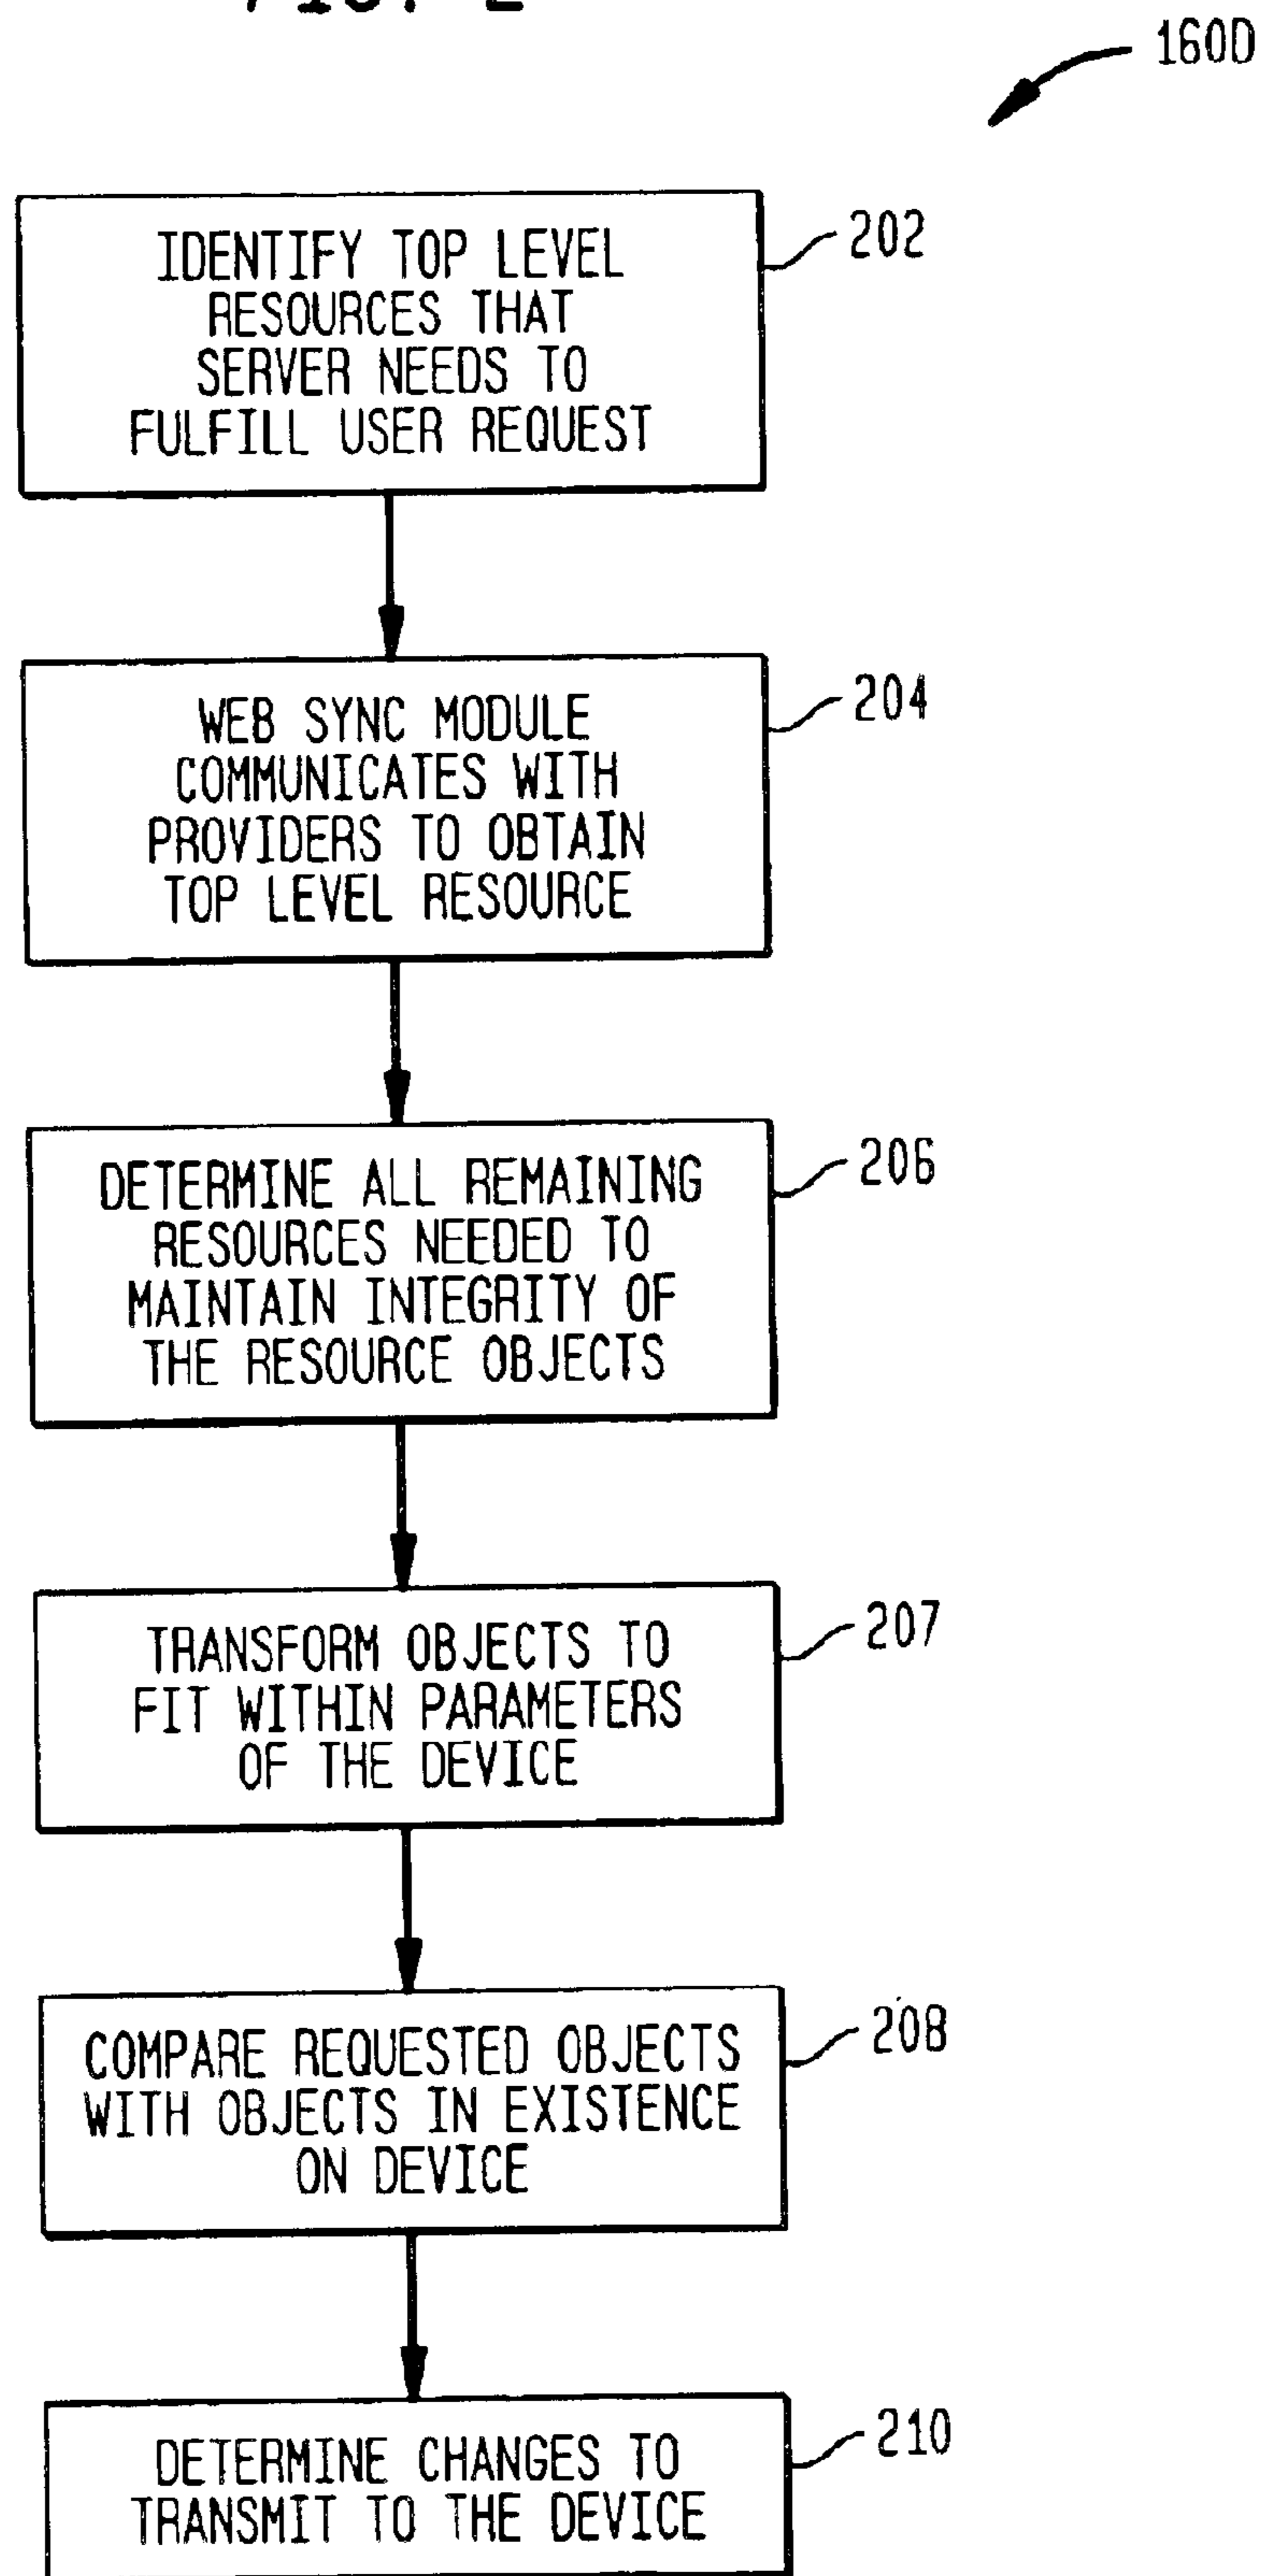 160D
IDENTIFY TOP LEVEL
RESOURCES THAT
SERVER NEEDS TO
FULFILL USER REQUEST
202
WEB SYNC MODULE
COMMUNICATES WITH
PROVIDERS TO OBTAIN
TOP LEVEL RESOURCE
204
DETERMINE ALL REMAINING
RESOURCES NEEDED TO
MAINTAIN INTEGRITY OF
THE RESOURCE OBJECTS
206
TRANSFORM OBJECTS TO
FIT WITHIN PARAMETERS
OF THE DEVICE
207
COMPARE REQUESTED OBJECTS
WITH OBJECTS IN EXISTENCE
ON DEVICE
208
DETERMINE CHANGES TO
TRANSMIT TO THE DEVICE
210